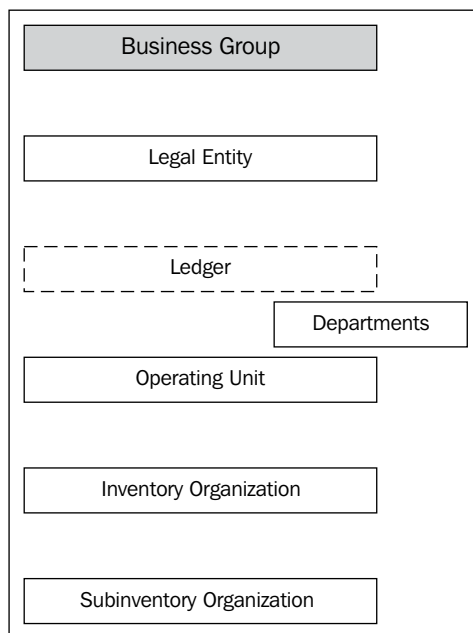 Business Group
Legal Entity
Ledger
Departments
Operating Unit
Inventory Organization
Subinventory Organization